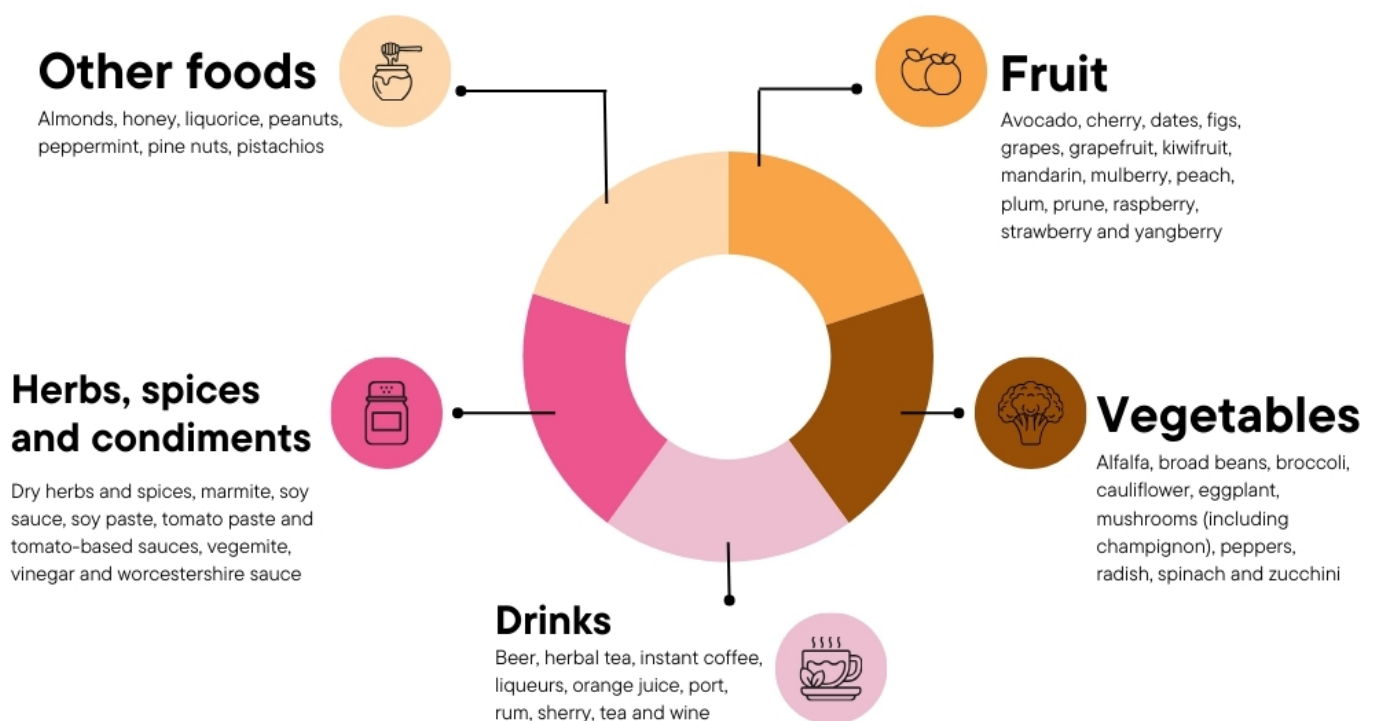 Other foods
Almonds, honey, liquorice, peanuts,
peppermint, pine nuts, pistachios
Fruit
Avocado, cherry, dates, figs,
grapes, grapefruit, kiwifruit,
mandarin, mulberry, peach,
plum, prune, raspberry,
strawberry and yangberry
Herbs, spices
and condiments
Dry herbs and spices, marmite, soy
sauce, soy paste, tomato paste and
tomato-based sauces, vegemite,
vinegar and worcestershire sauce
Vegetables
Alfalfa, broad beans, broccoli,
cauliflower, eggplant,
mushrooms (including
champignon), peppers,
radish, spinach and zucchini
Drinks
Beer, herbal tea, instant coffee,
liqueurs, orange juice, port,
rum, sherry, tea and wine